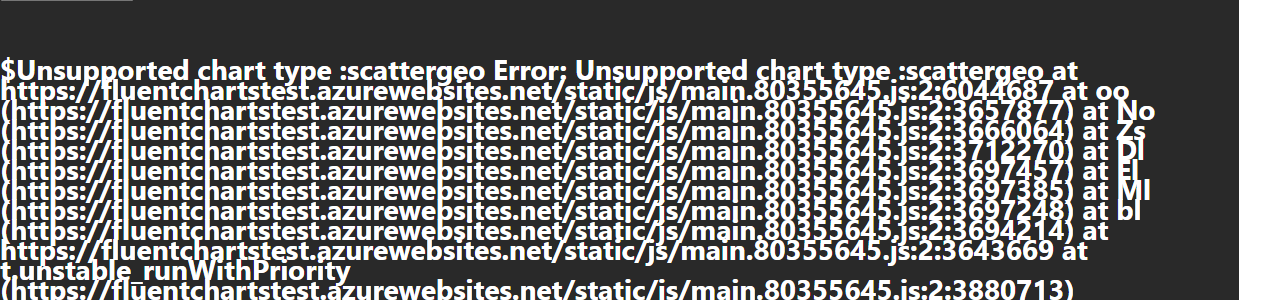 $Unsupported chart type :scattergeo Error: Unsupported chart type :scattergeo at
https://fluentchartstest.azurewebsites.net/static/js/main.80355645.js:2:6044687 at oo
(https://fluentchartstest.azurewebsites.net/static/js/main.80355645.js:2:3657877) at No
(https://fluentchartstest.azurewebsites.net/static/js/main.80355645.js:2:3666064) at Zs
(https://fluentchartstest.azurewebsites.net/static/js/main.80355645.js:2:3712270) at Dl
(https://fluentchartstest.azurewebsites.net/static/js/main.80355645.js:2:3697457) at El
(https://fluentchartstest.azurewebsites.net/static/js/main.80355645.js:2:3697385) at Ml
(https://fluentchartstest.azurewebsites.net/static/js/main.80355645.js:2:3697248) at bl
(https://fluentchartstest.azurewebsites.net/static/js/main.80355645.js:2:3694214) at
https://fluentchartstest.azurewebsites.net/static/js/main.80355645.js:2:3643669 at
t.unstable_runWithPriority
(https://fluentchartstest.azurewebsites.net/static/js/main.80355645.js:2:3880713)